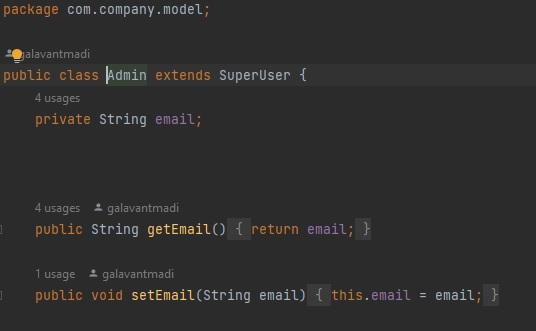 package com.company.model;
galavantmadi
public class Admin extends SuperUser {
4 usages
private String email;
4 usages galavantmadi
public String getEmail() { return email; }
1 usage galavantmadi
public void setEmail(String email) { this.email = email; }